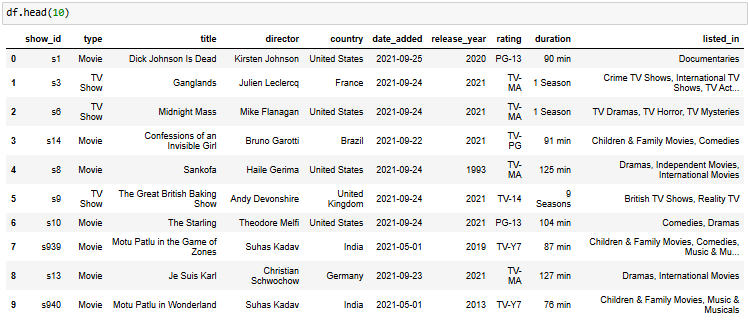 df.head(10)
show_id type title director country date_added release_year rating duration listed_in
0 s1 Movie Dick Johnson Is Dead Kirsten Johnson United States 2021-09-25 2020 PG-13 90 min Documentaries
1 s3 TV Show Ganglands Julien Leclercq France 2021-09-24 2021 TV-MA 1 Season Crime TV Shows, International TV Shows, TV Act...
2 s6 TV Show Midnight Mass Mike Flanagan United States 2021-09-24 2021 TV-MA 1 Season TV Dramas, TV Horror, TV Mysteries
3 s14 Movie Confessions of an Invisible Girl Bruno Garotti Brazil 2021-09-22 2021 TV-PG 91 min Children & Family Movies, Comedies
4 s8 Movie Sankofa Haile Gerima United States 2021-09-24 1993 TV-MA 125 min Dramas, Independent Movies, International Movies
5 s9 TV Show The Great British Baking Show Andy Devonshire United Kingdom 2021-09-24 2021 TV-14 9 Seasons British TV Shows, Reality TV
6 s10 Movie The Starling Theodore Melfi United States 2021-09-24 2021 PG-13 104 min Comedies, Dramas
7 s939 Movie Motu Patlu in the Game of Zones Suhas Kadav India 2021-05-01 2019 TV-Y7 87 min Children & Family Movies, Comedies, Music & Mu...
8 s13 Movie Je Suis Karl Christian Schwochow Germany 2021-09-23 2021 TV-MA 127 min Dramas, International Movies
9 s940 Movie Motu Patlu in Wonderland Suhas Kadav India 2021-05-01 2013 TV-Y7 76 min Children & Family Movies, Music & Musicals